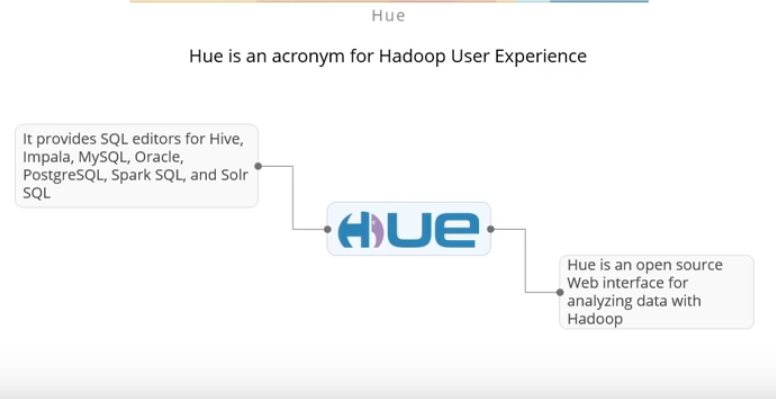 Hue
Hue is an acronym for Hadoop User Experience
It provides SQL editors for Hive,
Impala, MySQL, Oracle,
PostgreSQL, Spark SQL, and Solr
SQL
HUE
Hue is an open source
Web interface for
analyzing data with
Hadoop